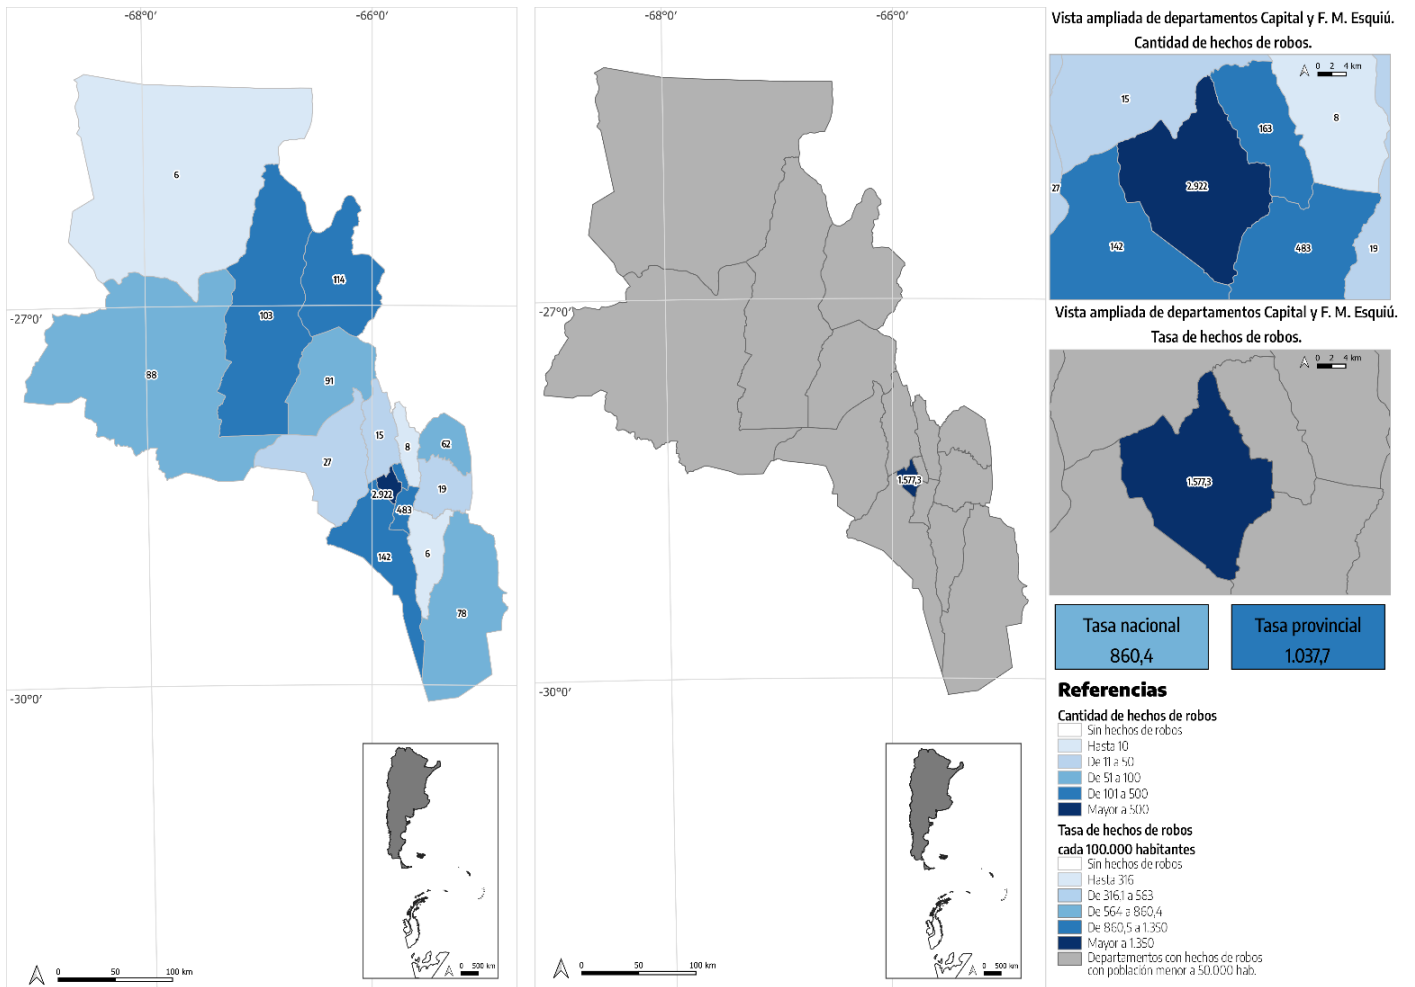 -68°0′
-66°0′
-27°0′
-30°0′
6
114
103
88
91
15
8
62
27
19
2.922
483
142
6
78
0 50 100 km
0 500 km
-68°0′
-66°0′
-27°0′
-30°0′
1.577,3
0 50 100 km
0 500 km
Vista ampliada de departamentos Capital y F. M. Esquiú.
Cantidad de hechos de robos.
0 2 4 km
15
163
8
27
2.922
142
483
19
Vista ampliada de departamentos Capital y F. M. Esquiú.
Tasa de hechos de robos.
0 2 4 km
1.577,3
Tasa nacional
860,4
Tasa provincial
1.037,7
Referencias
Cantidad de hechos de robos
Sin hechos de robos
Hasta 10
De 11 a 50
De 51 a 100
De 101 a 500
Mayor a 500
Tasa de hechos de robos
cada 100.000 habitantes
Sin hechos de robos
Hasta 316
De 316,1 a 563
De 564 a 860,4
De 860,5 a 1.350
Mayor a 1.350
Departamentos con hechos de robos
con población menor a 50.000 hab.